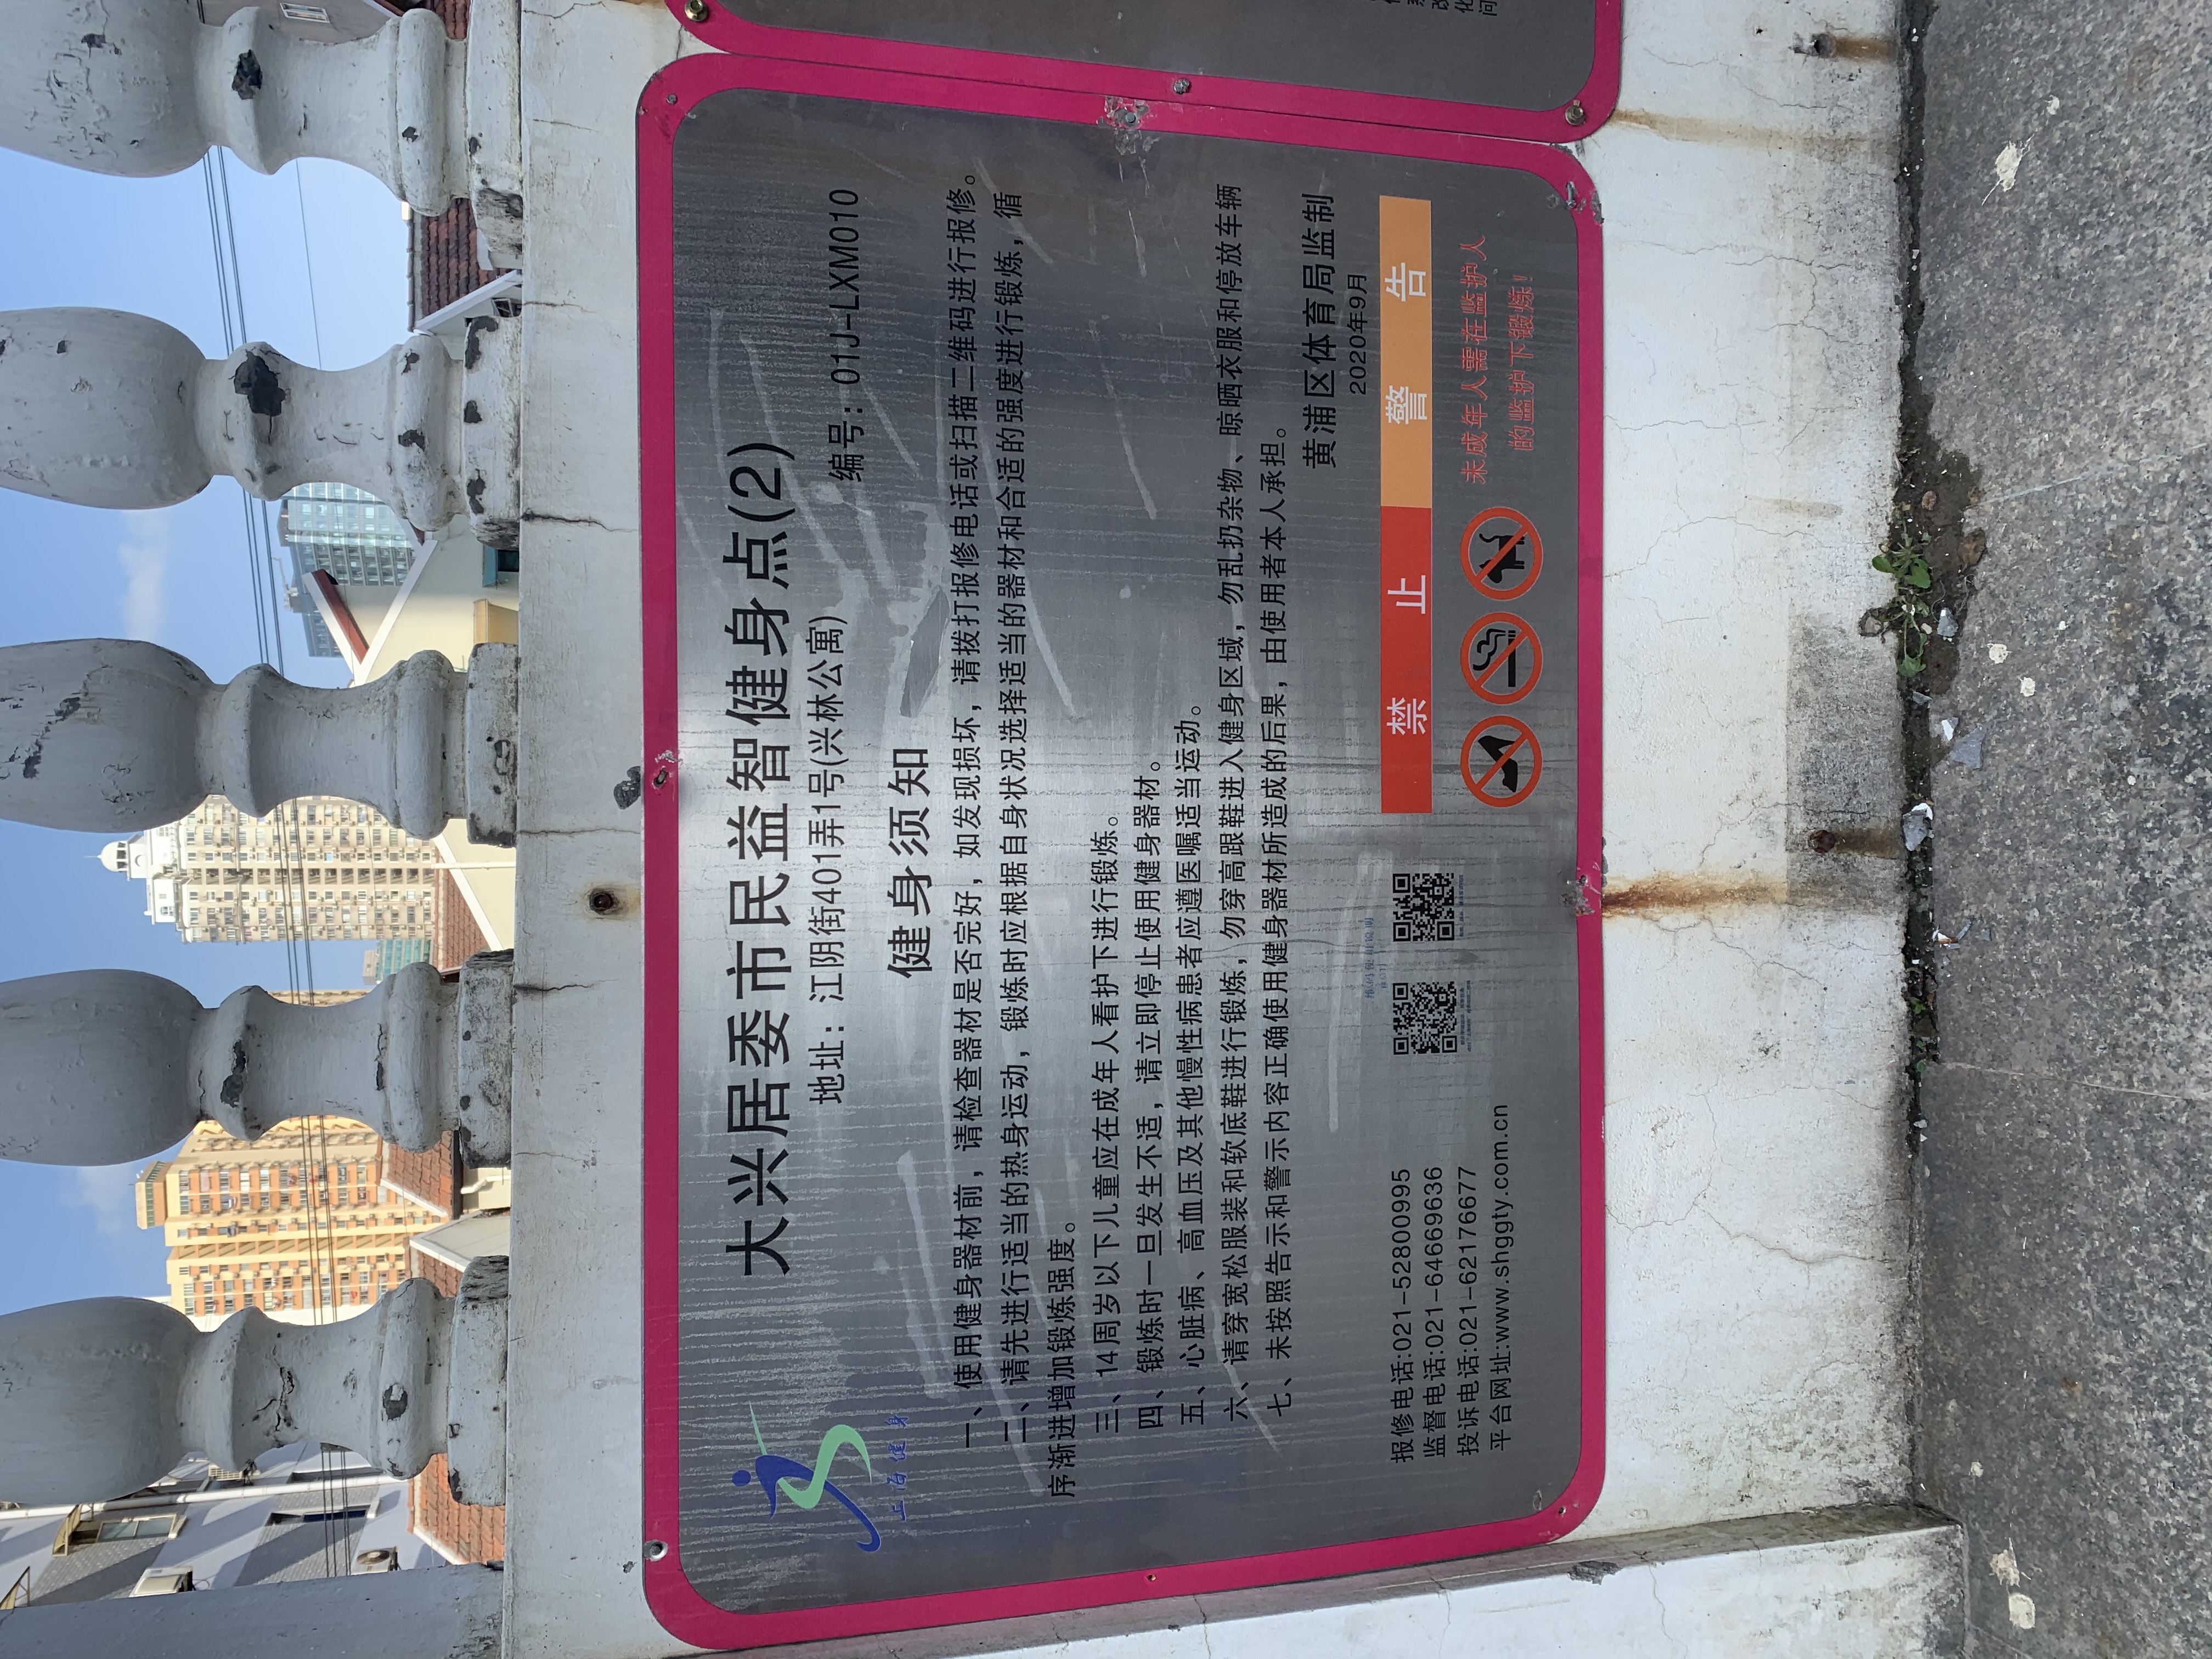 大兴居委市民益智健身点(2)
地址：江阴街401弄1号(兴林公寓)
编号：01J-LXM010
上海健身
健身须知
一、使用健身器材前，请检查器材是否完好，如发现损坏，请拨打报修电话或扫描二维码进行报修。
二、请先进行适当的热身运动，锻炼时应根据自身状况选择适当的器材和合适的强度进行锻炼，循
序渐进增加锻炼强度。
三、14周岁以下儿童应在成年人看护下进行锻炼。
四、锻炼时一旦发生不适，请立即停止使用健身器材。
五、心脏病、高血压及其他慢性病患者应遵医嘱适当运动。
六、请穿宽松服装和软底鞋进行锻炼，勿穿高跟鞋进入健身区域，勿乱扔杂物、晾晒衣服和停放车辆
七、未按照告示和警示内容正确使用健身器材所造成的后果，由使用者本人承担。
黄浦区体育局监制
2020年9月
报修电话:021-52800995
监督电话:021-64669636
投诉电话:021-62176677
平台网址:www.shggty.com.cn
禁止
警告
未成年人需在监护人
的监护下锻炼!